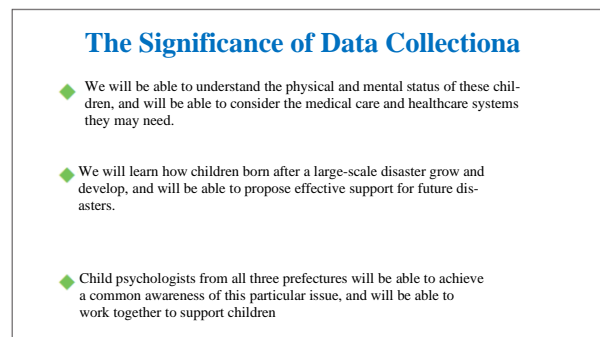 The Significance of Data Collectiona
We will be able to understand the physical and mental status of these chil-
dren, and will be able to consider the medical care and healthcare systems
they may need.
We will learn how children born after a large-scale disaster grow and
develop, and will be able to propose effective support for future dis-
asters.
Child psychologists from all three prefectures will be able to achieve
a common awareness of this particular issue, and will be able to
work together to support children